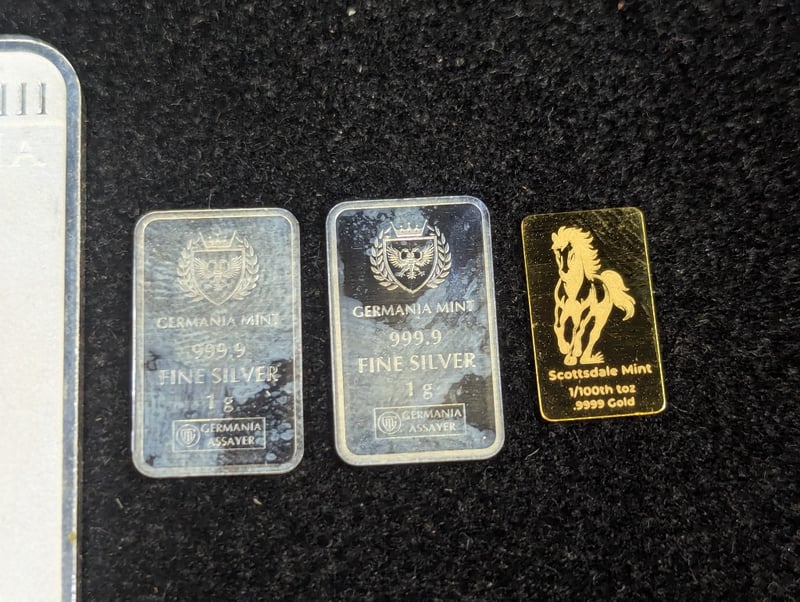 III
A
GERMANIA MINT
999.9
FINE SILVER
1 g
GERMANIA
ASSAYER
GERMANIA MINT
999.9
FINE SILVER
1 g
GERMANIA
ASSAYER
Scottsdale Mint
1/100th toz
.9999 Gold